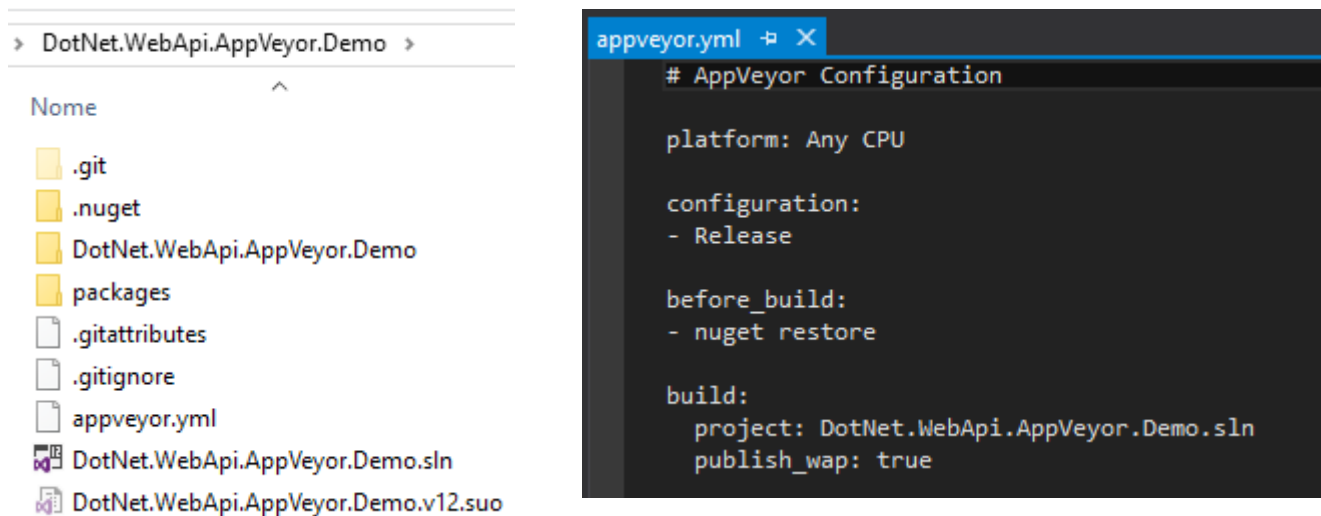 DotNet.WebApi.AppVeyor.Demo
Nome
.git
.nuget
DotNet.WebApi.AppVeyor.Demo
packages
.gitattributes
.gitignore
appveyor.yml
DotNet.WebApi.AppVeyor.Demo.sln
DotNet.WebApi.AppVeyor.Demo.v12.suo
appveyor.yml
# AppVeyor Configuration
platform: Any CPU
configuration:
- Release
before_build:
- nuget restore
build:
  project: DotNet.WebApi.AppVeyor.Demo.sln
  publish_wap: true